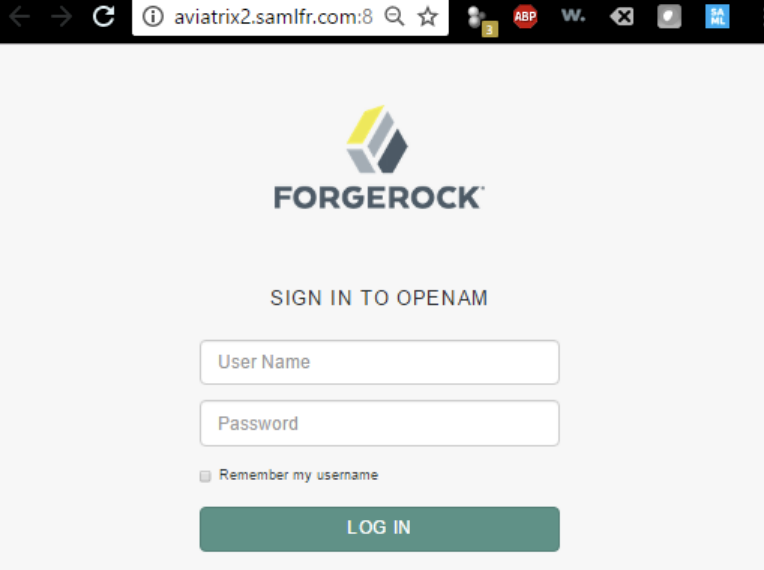 aviatrix2.samlfr.com:8
3
ABP
W.
SA
ML
FORGEROCK
SIGN IN TO OPENAM
User Name
Password
Remember my username
LOG IN